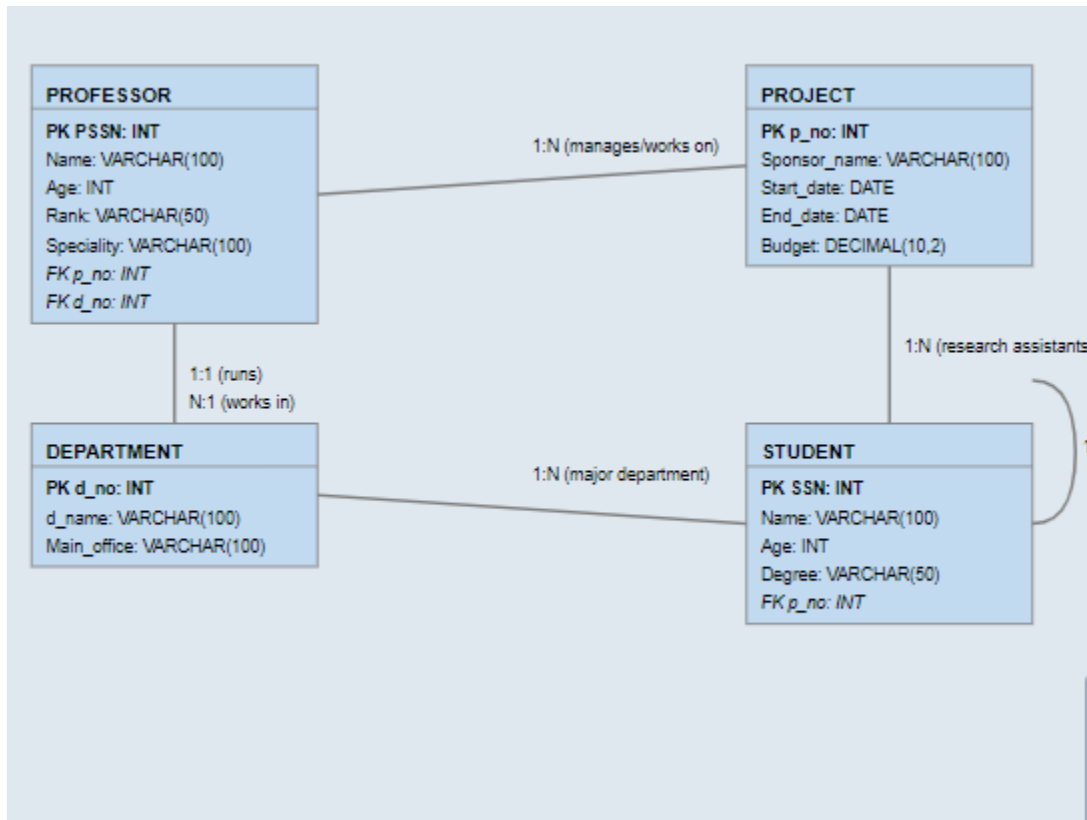 PROFESSOR
PK PSSN: INT
Name: VARCHAR(100)
Age: INT
Rank: VARCHAR(50)
Speciality: VARCHAR(100)
FK p_no: INT
FK d_no: INT
1:N (manages/works on)
PROJECT
PK p_no: INT
Sponsor_name: VARCHAR(100)
Start_date: DATE
End_date: DATE
Budget: DECIMAL(10,2)
1:1 (runs)
N:1 (works in)
1:N (research assistants
DEPARTMENT
PK d_no: INT
d_name: VARCHAR(100)
Main_office: VARCHAR(100)
1:N (major department)
STUDENT
PK SSN: INT
Name: VARCHAR(100)
Age: INT
Degree: VARCHAR(50)
FK p_no: INT